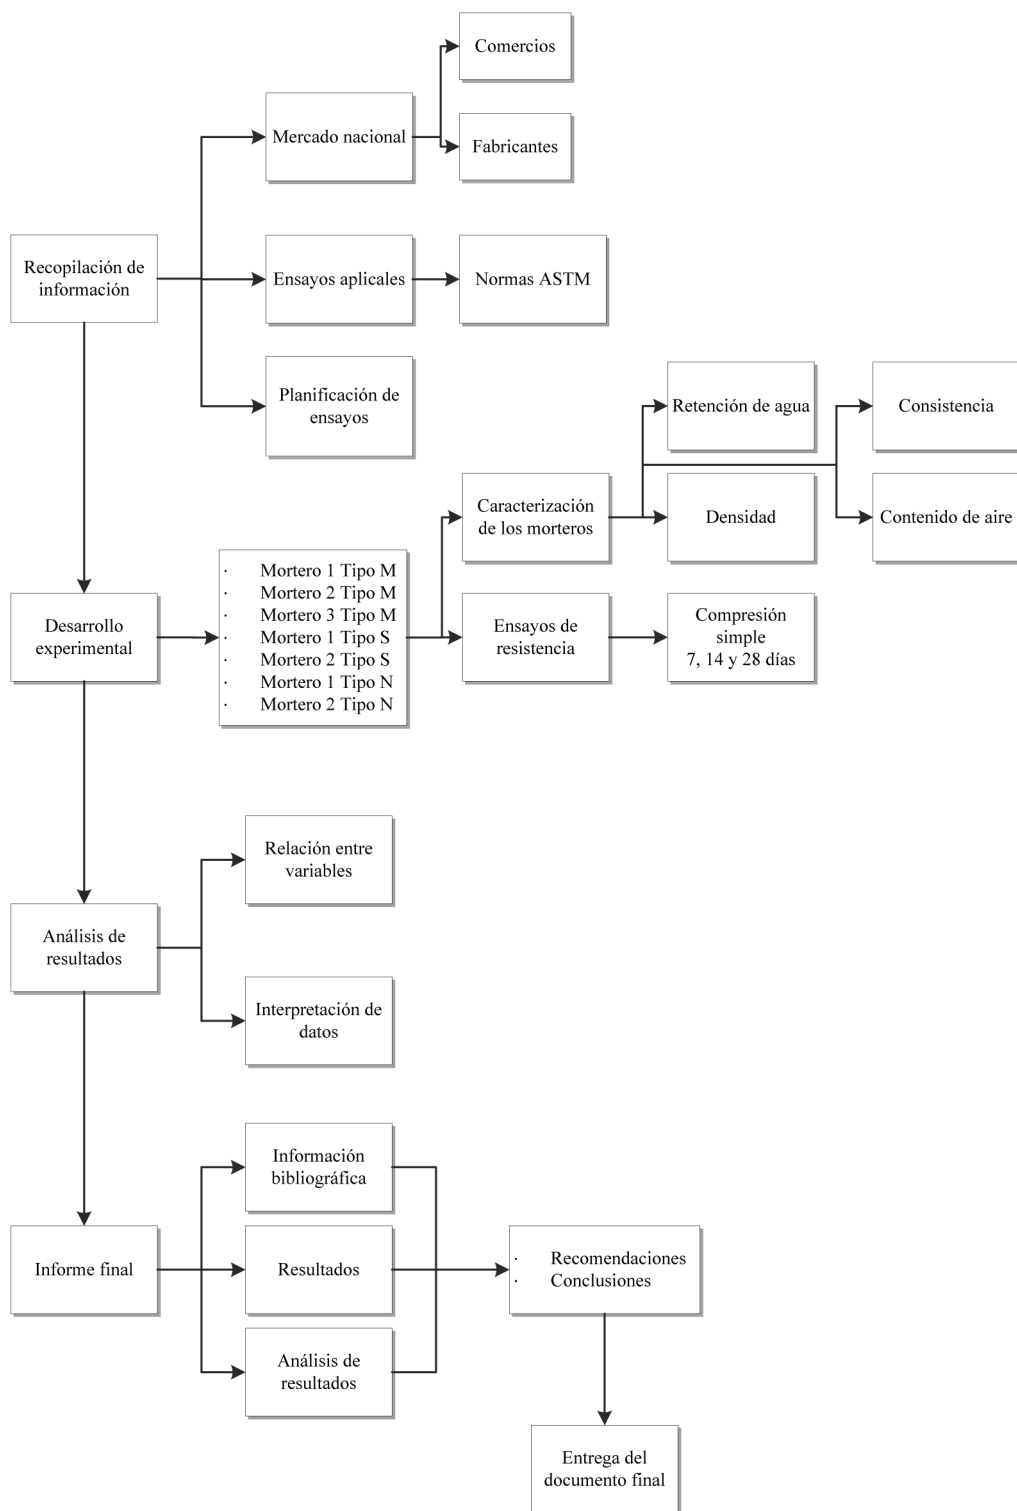 Comercios
Mercado nacional
Fabricantes
Recopilación de
información
Ensayos aplicales
Normas ASTM
Planificación de
ensayos
Retención de agua
Consistencia
Caracterización
de los morteros
Densidad
Contenido de aire
· Mortero 1 Tipo M
· Mortero 2 Tipo M
· Mortero 3 Tipo M
· Mortero 1 Tipo S
· Mortero 2 Tipo S
· Mortero 1 Tipo N
· Mortero 2 Tipo N
Desarrollo
experimental
Ensayos de
resistencia
Compresión
simple
7, 14 y 28 días
Relación entre
variables
Análisis de
resultados
Interpretación de
datos
Información
bibliográfica
Informe final
Resultados
· Recomendaciones
· Conclusiones
Análisis de
resultados
Entrega del
documento final